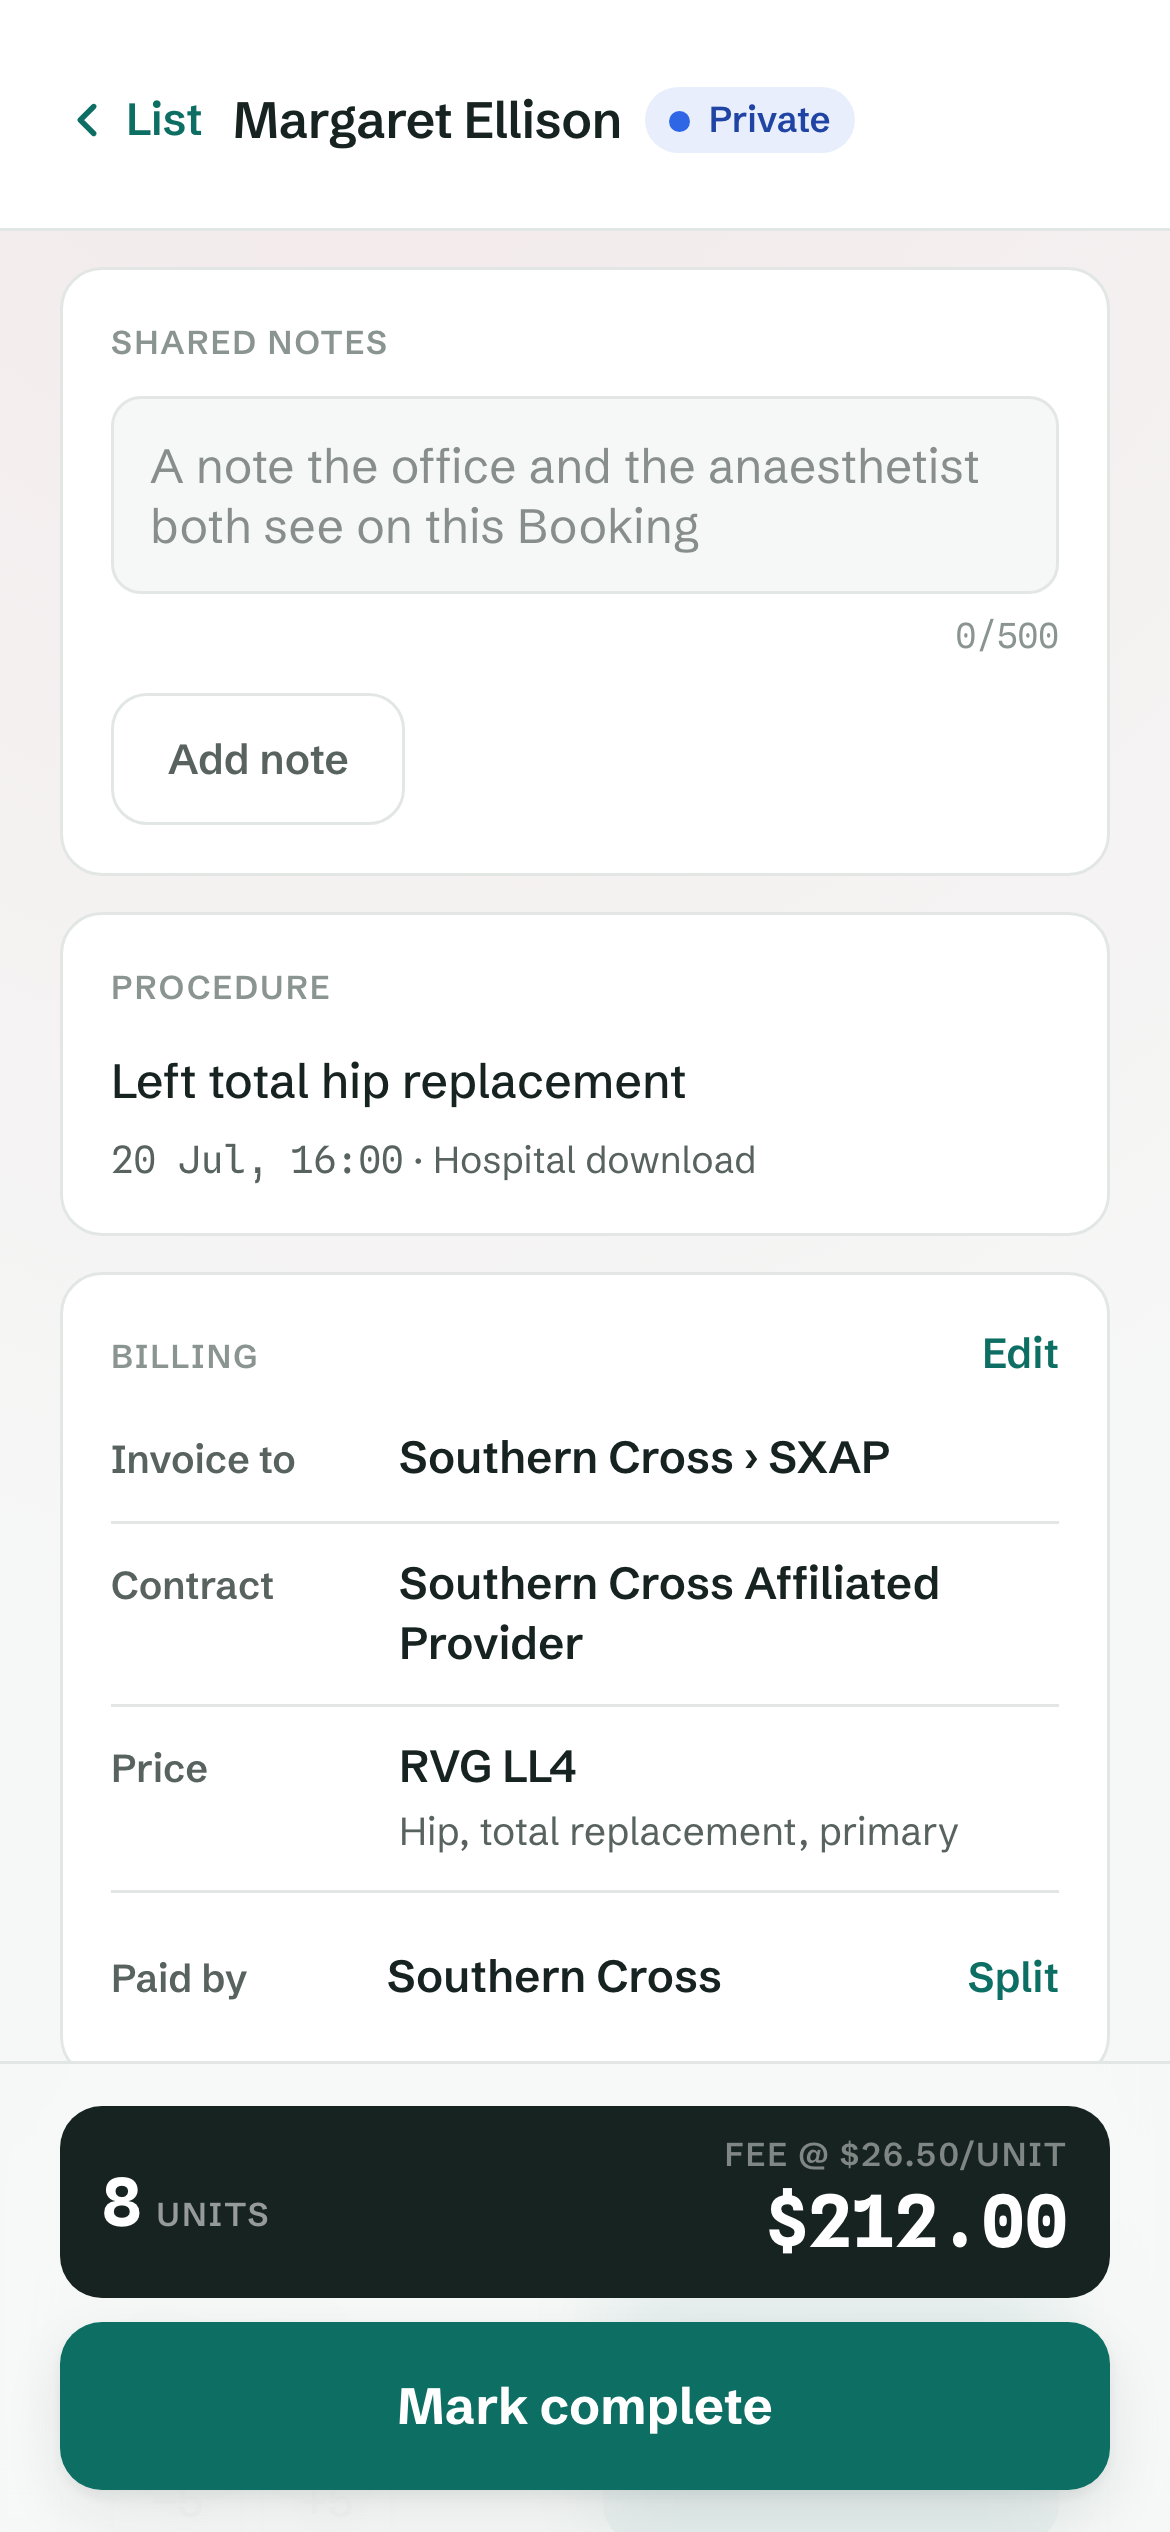 List Margaret Ellison Private
SHARED NOTES
A note the office and the anaesthetist
both see on this Booking
0/500
Add note
PROCEDURE
Left total hip replacement
20 Jul, 16:00 · Hospital download
BILLING Edit
Invoice to Southern Cross › SXAP
Contract Southern Cross Affiliated
Provider
Price RVG LL4
Hip, total replacement, primary
Paid by Southern Cross Split
FEE @ $26.50/UNIT
8 UNITS $212.00
Mark complete